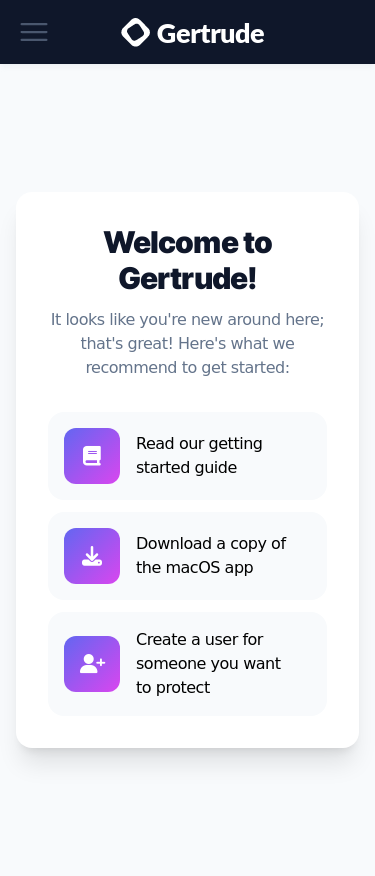 Gertrude
Welcome to
Gertrude!
It looks like you're new around here;
that's great! Here's what we
recommend to get started:
Read our getting
started guide
Download a copy of
the macOS app
Create a user for
someone you want
to protect